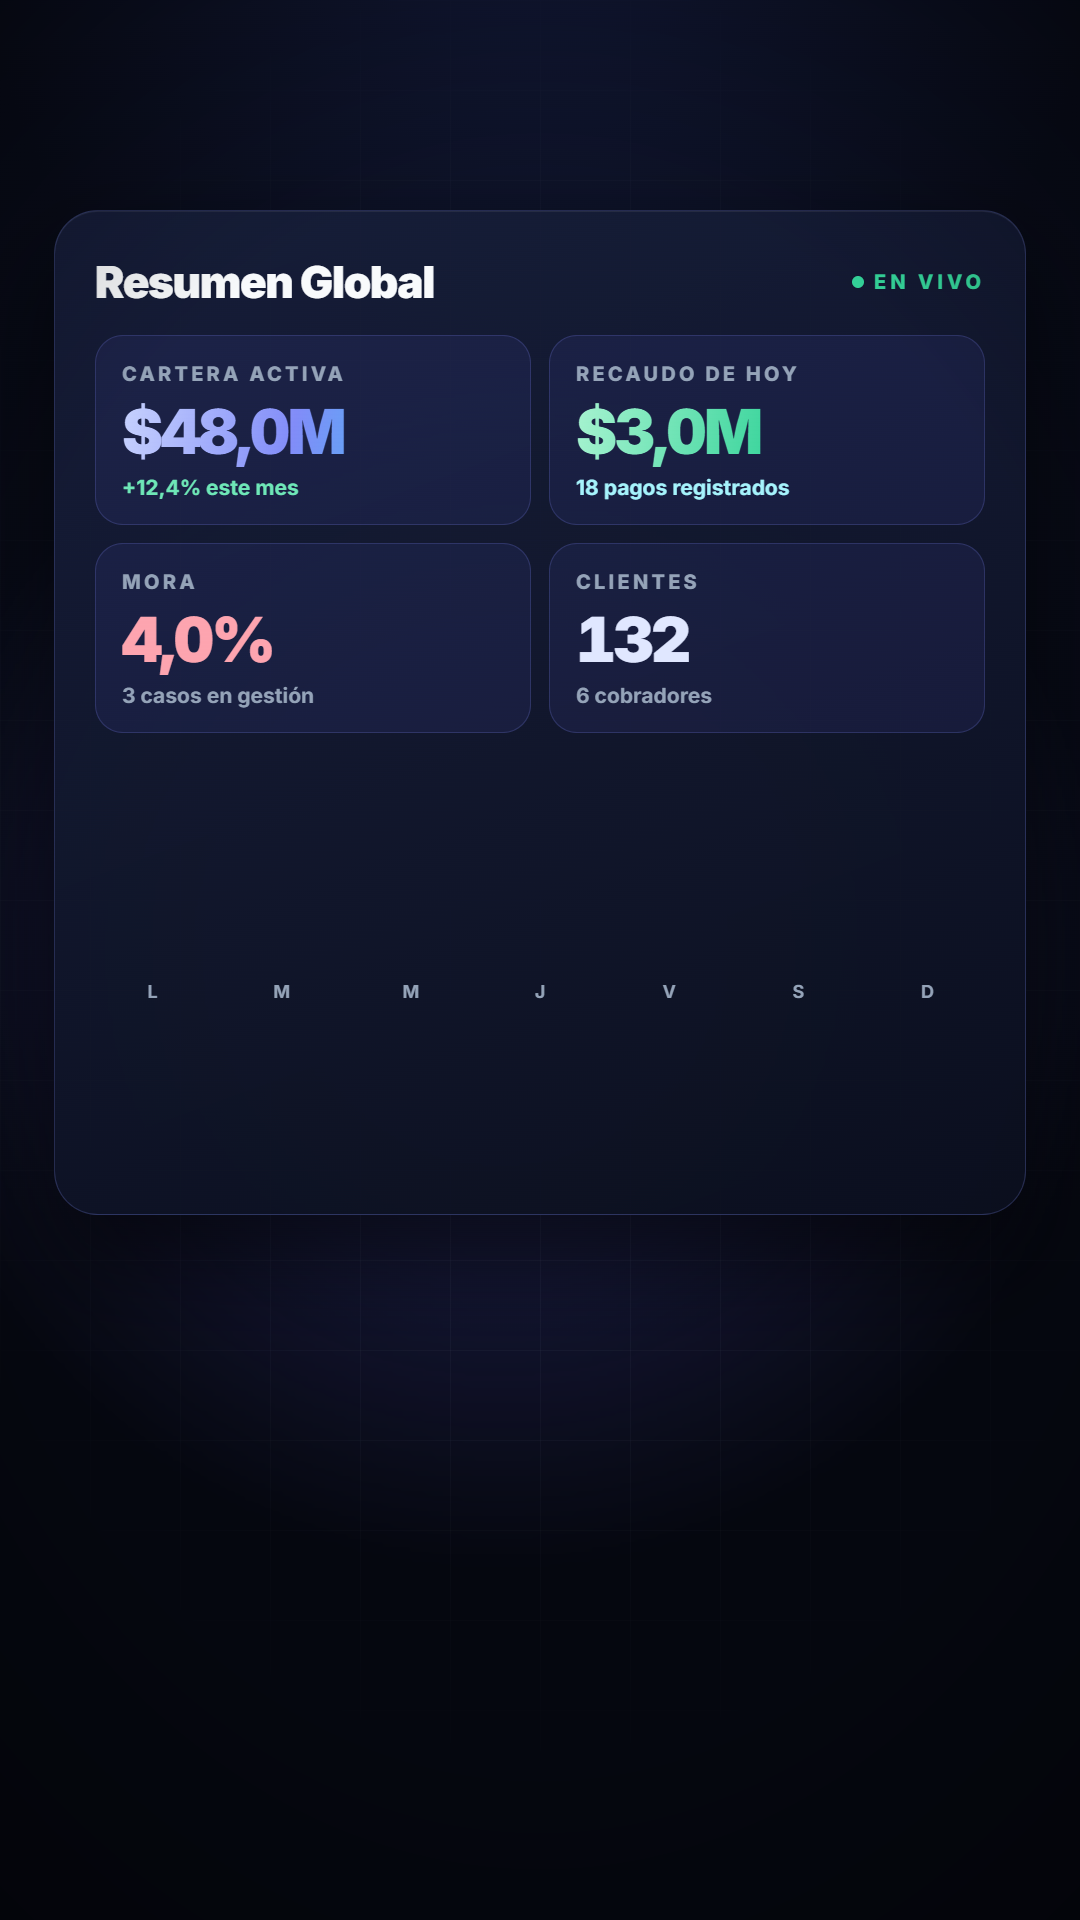 Resumen Global
EN VIVO
CARTERA ACTIVA
$48,0M
+12,4% este mes
RECAUDO DE HOY
$3,0M
18 pagos registrados
MORA
4,0%
3 casos en gestión
CLIENTES
132
6 cobradores
L M M J V S D